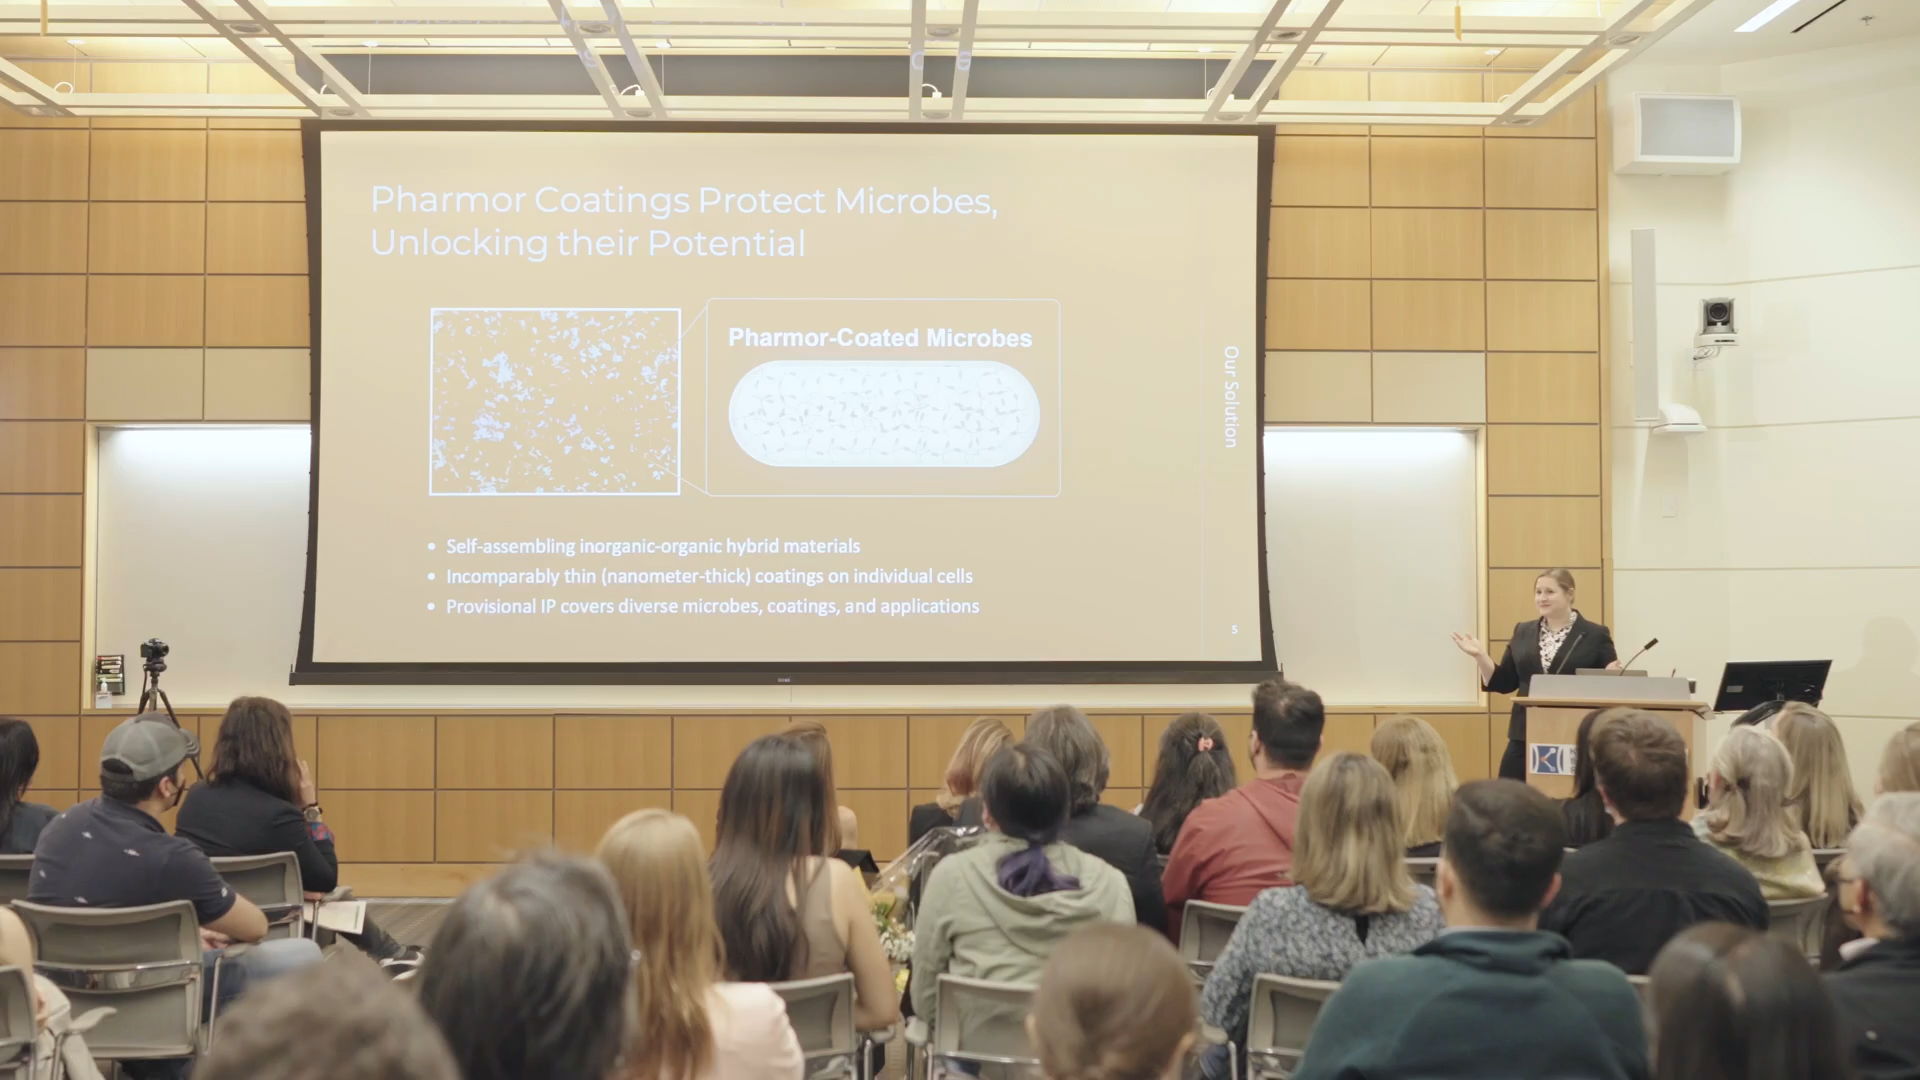 Pharmor Coatings Protect Microbes,
Unlocking their Potential
Pharmor-Coated Microbes
Our Solution
• Self-assembling inorganic-organic hybrid materials
• Incomparably thin (nanometer-thick) coatings on individual cells
• Provisional IP covers diverse microbes, coatings, and applications
5